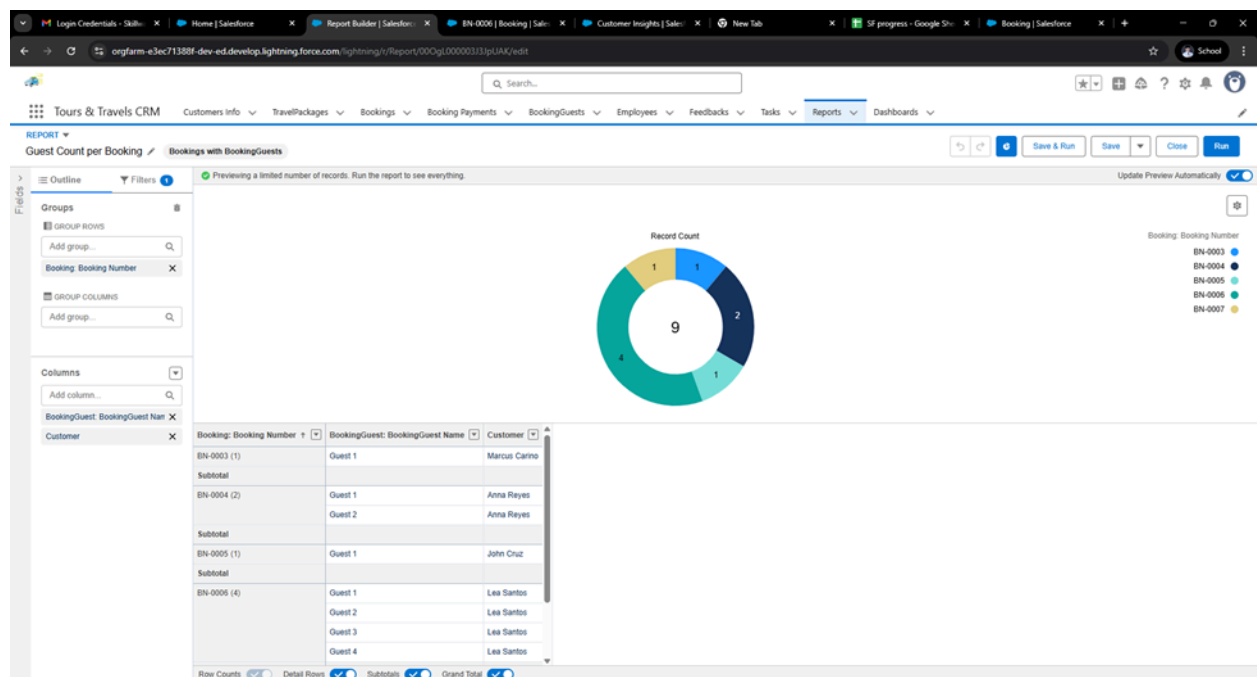 Login Credentials - Skillw
Home | Salesforce
Report Builder | Salesforc
BN-0006 | Booking | Sales
Customer Insights | Sales
New Tab
SF progress - Google She
Booking | Salesforce
orgfarm-e3ec71388f-dev-ed.develop.lightning.force.com/lightning/r/Report/00OgL000003J3JpUAK/edit
School
Search...
Tours & Travels CRM
Customers Info
TravelPackages
Bookings
Booking Payments
BookingGuests
Employees
Feedbacks
Tasks
Reports
Dashboards
REPORT
Guest Count per Booking
Bookings with BookingGuests
Save & Run
Save
Close
Run
Fields
Outline
Filters 1
Previewing a limited number of records. Run the report to see everything.
Update Preview Automatically
Groups
GROUP ROWS
Add group...
Booking: Booking Number
GROUP COLUMNS
Add group...
Columns
Add column...
BookingGuest: BookingGuest Nam
Customer
Record Count
1
1
2
9
4
1
Booking: Booking Number
BN-0003
BN-0004
BN-0005
BN-0006
BN-0007
Booking: Booking Number ↑ BookingGuest: BookingGuest Name Customer
BN-0003 (1) Guest 1 Marcus Carino
Subtotal
BN-0004 (2) Guest 1 Anna Reyes
Guest 2 Anna Reyes
Subtotal
BN-0005 (1) Guest 1 John Cruz
Subtotal
BN-0006 (4) Guest 1 Lea Santos
Guest 2 Lea Santos
Guest 3 Lea Santos
Guest 4 Lea Santos
Row Counts Detail Rows Subtotals Grand Total